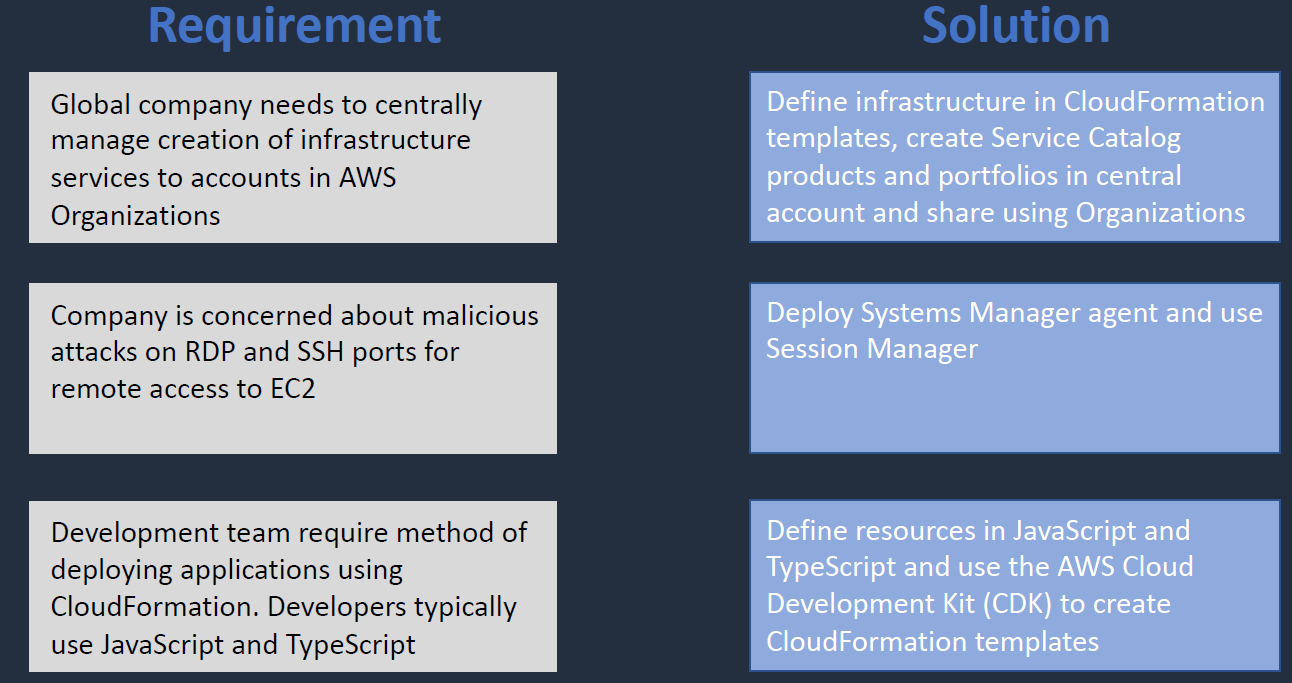 Requirement
Solution
Global company needs to centrally
manage creation of infrastructure
services to accounts in AWS
Organizations
Define infrastructure in CloudFormation
templates, create Service Catalog
products and portfolios in central
account and share using Organizations
Company is concerned about malicious
attacks on RDP and SSH ports for
remote access to EC2
Deploy Systems Manager agent and use
Session Manager
Development team require method of
deploying applications using
CloudFormation. Developers typically
use JavaScript and TypeScript
Define resources in JavaScript and
TypeScript and use the AWS Cloud
Development Kit (CDK) to create
CloudFormation templates